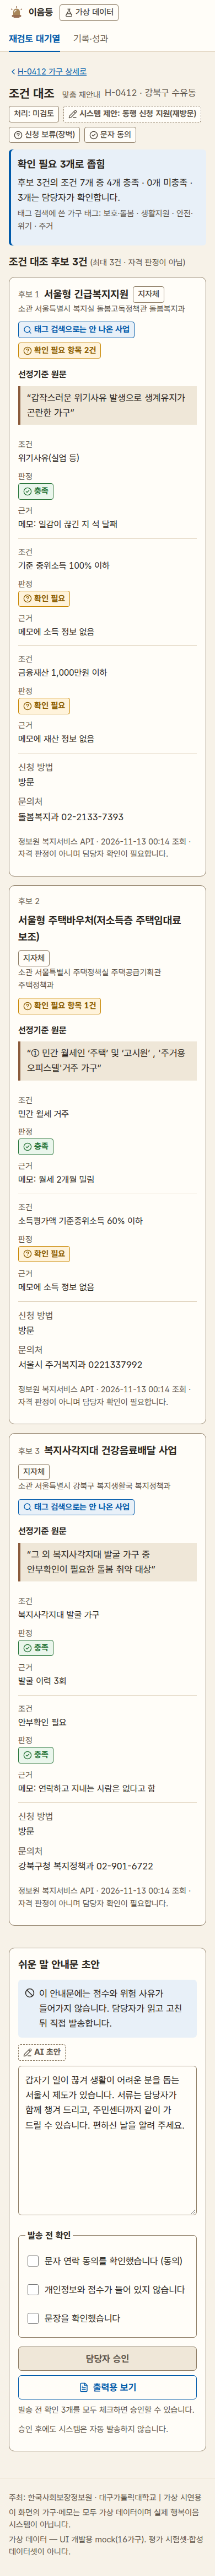 이음등 가상 데이터
재검토 대기열 기록·성과
H-0412 가구 상세로
조건 대조 맞춤 재안내 H-0412 · 강북구 수유동
처리: 미검토 시스템 제안: 동행 신청 지원(재방문)
신청 보류(장벽) 문자 동의
확인 필요 3개로 좁힘
후보 3건의 조건 7개 중 4개 충족 · 0개 미충족 ·
3개는 담당자가 확인합니다.
태그 검색에 쓴 가구 태그: 보호·돌봄 · 생활지원 · 안전·
위기 · 주거
조건 대조 후보 3건 (최대 3건 · 자격 판정이 아님)
후보 1 서울형 긴급복지지원 지자체
소관 서울특별시 복지실 돌봄고독정책관 돌봄복지과
태그 검색으로는 안 나온 사업
확인 필요 항목 2건
선정기준 원문
“갑작스러운 위기사유 발생으로 생계유지가
곤란한 가구”
조건
위기사유(실업 등)
판정
충족
근거
메모: 일감이 끊긴 지 석 달째
조건
기준 중위소득 100% 이하
판정
확인 필요
근거
메모에 소득 정보 없음
조건
금융재산 1,000만원 이하
판정
확인 필요
근거
메모에 재산 정보 없음
신청 방법
방문
문의처
돌봄복지과 02-2133-7393
정보원 복지서비스 API · 2026-11-13 00:14 조회 ·
자격 판정이 아니며 담당자 확인이 필요합니다.
후보 2
서울형 주택바우처(저소득층 주택임대료
보조)
지자체
소관 서울특별시 주택정책실 주택공급기획관
주택정책과
확인 필요 항목 1건
선정기준 원문
“① 민간 월세인 ‘주택’ 및 ‘고시원’ , ‘주거용
오피스텔’거주 가구”
조건
민간 월세 거주
판정
충족
근거
메모: 월세 2개월 밀림
조건
소득평가액 기준중위소득 60% 이하
판정
확인 필요
근거
메모에 소득 정보 없음
신청 방법
방문
문의처
서울시 주거복지과 0221337992
정보원 복지서비스 API · 2026-11-13 00:14 조회 ·
자격 판정이 아니며 담당자 확인이 필요합니다.
후보 3 복지사각지대 건강음료배달 사업
지자체
소관 서울특별시 강북구 복지생활국 복지정책과
태그 검색으로는 안 나온 사업
선정기준 원문
“그 외 복지사각지대 발굴 가구 중
안부확인이 필요한 돌봄 취약 대상”
조건
복지사각지대 발굴 가구
판정
충족
근거
발굴 이력 3회
조건
안부확인 필요
판정
충족
근거
메모: 연락하고 지내는 사람은 없다고 함
신청 방법
방문
문의처
강북구청 복지정책과 02-901-6722
정보원 복지서비스 API · 2026-11-13 00:14 조회 ·
자격 판정이 아니며 담당자 확인이 필요합니다.
쉬운 말 안내문 초안
이 안내문에는 점수와 위험 사유가
들어가지 않습니다. 담당자가 읽고 고친
뒤 직접 발송합니다.
AI 초안
갑자기 일이 끊겨 생활이 어려운 분을 돕는
서울시 제도가 있습니다. 서류는 담당자가
함께 챙겨 드리고, 주민센터까지 같이 가
드릴 수 있습니다. 편하신 날을 알려 주세요.
발송 전 확인
문자 연락 동의를 확인했습니다 (동의)
개인정보와 점수가 들어 있지 않습니다
문장을 확인했습니다
담당자 승인
출력용 보기
발송 전 확인 3개를 모두 체크하면 승인할 수 있습니다.
승인 후에도 시스템은 자동 발송하지 않습니다.
주최: 한국사회보장정보원 · 대구가톨릭대학교 | 가상 시연용
이 화면의 가구·메모는 모두 가상 데이터이며 실제 행복이음
시스템이 아닙니다.
가상 데이터 — UI 개발용 mock(16가구). 평가 시험셋·합성
데이터셋이 아닙니다.